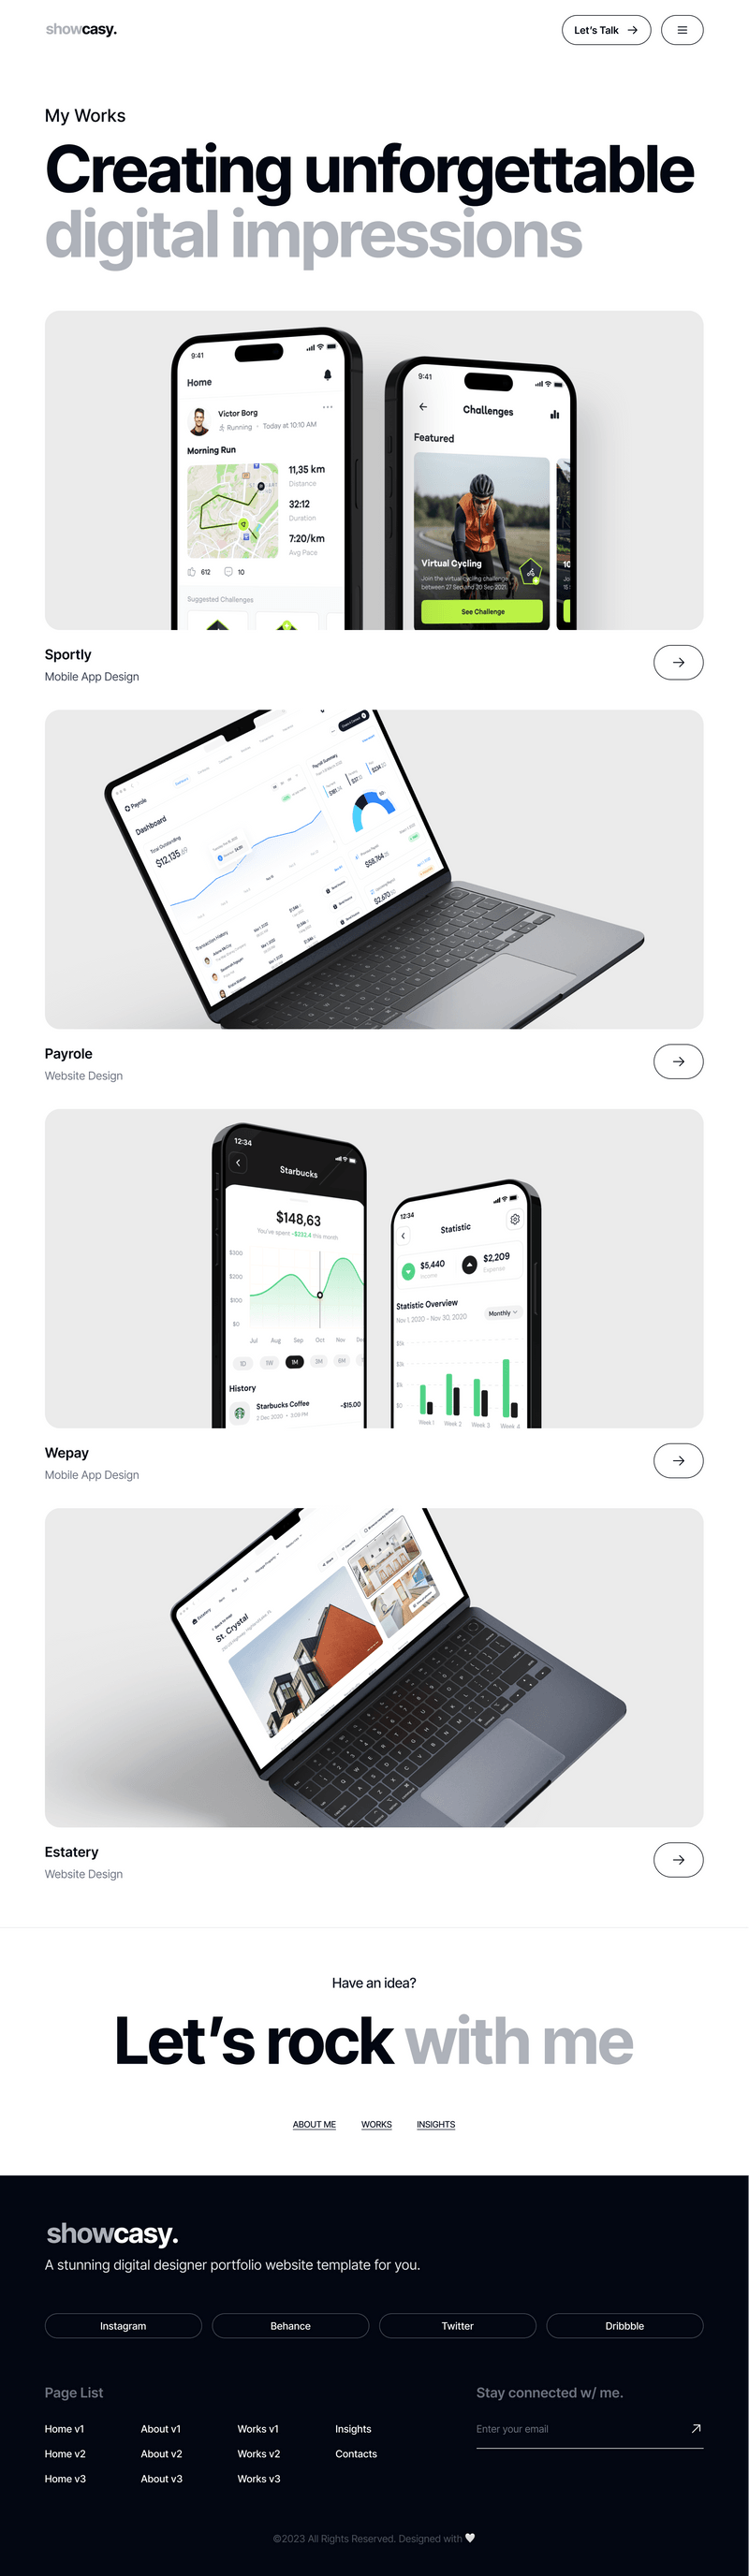 showcasy.
Let's Talk
My Works
Creating unforgettable
digital impressions
9:41
Home
Victor Borg
Running • Today at 10:10 AM
Morning Run
11,35 km
Distance
32:12
Duration
7:20/km
Avg Pace
612
10
Suggested Challenges
9:41
Challenges
Featured
Virtual Cycling
Join the virtual Cycling challenge
between 27 Sep and 30 Sep 2021.
See Challenge
Sportly
Mobile App Design
Payrole
Dashboard
Total Outstanding
$12,135.69
Payroll Summary
$58,764
$2,670
Transaction History
Payrole
Website Design
12:34
Starbucks
$148,63
You've spent -$332.4 this month
$300
$200
$100
$0
Jul Aug Sep Oct Nov
1D 1W 1M 3M 6M
History
Starbucks Coffee
-$15.00
2 Dec 2020 • 3:09 PM
12:34
Statistic
$5,440
Income
$2,209
Expense
Statistic Overview
Nov 1, 2020 - Nov 30, 2020
Monthly
$0
Week 1 Week 2 Week 3 Week 4
Wepay
Mobile App Design
Estatery
St. Crystal
Estatery
Website Design
Have an idea?
Let's rock with me
ABOUT ME WORKS INSIGHTS
showcasy.
A stunning digital designer portfolio website template for you.
Instagram
Behance
Twitter
Dribbble
Page List
Home v1
Home v2
Home v3
About v1
About v2
About v3
Works v1
Works v2
Works v3
Insights
Contacts
Stay connected w/ me.
Enter your email
©2023 All Rights Reserved. Designed with 🤍